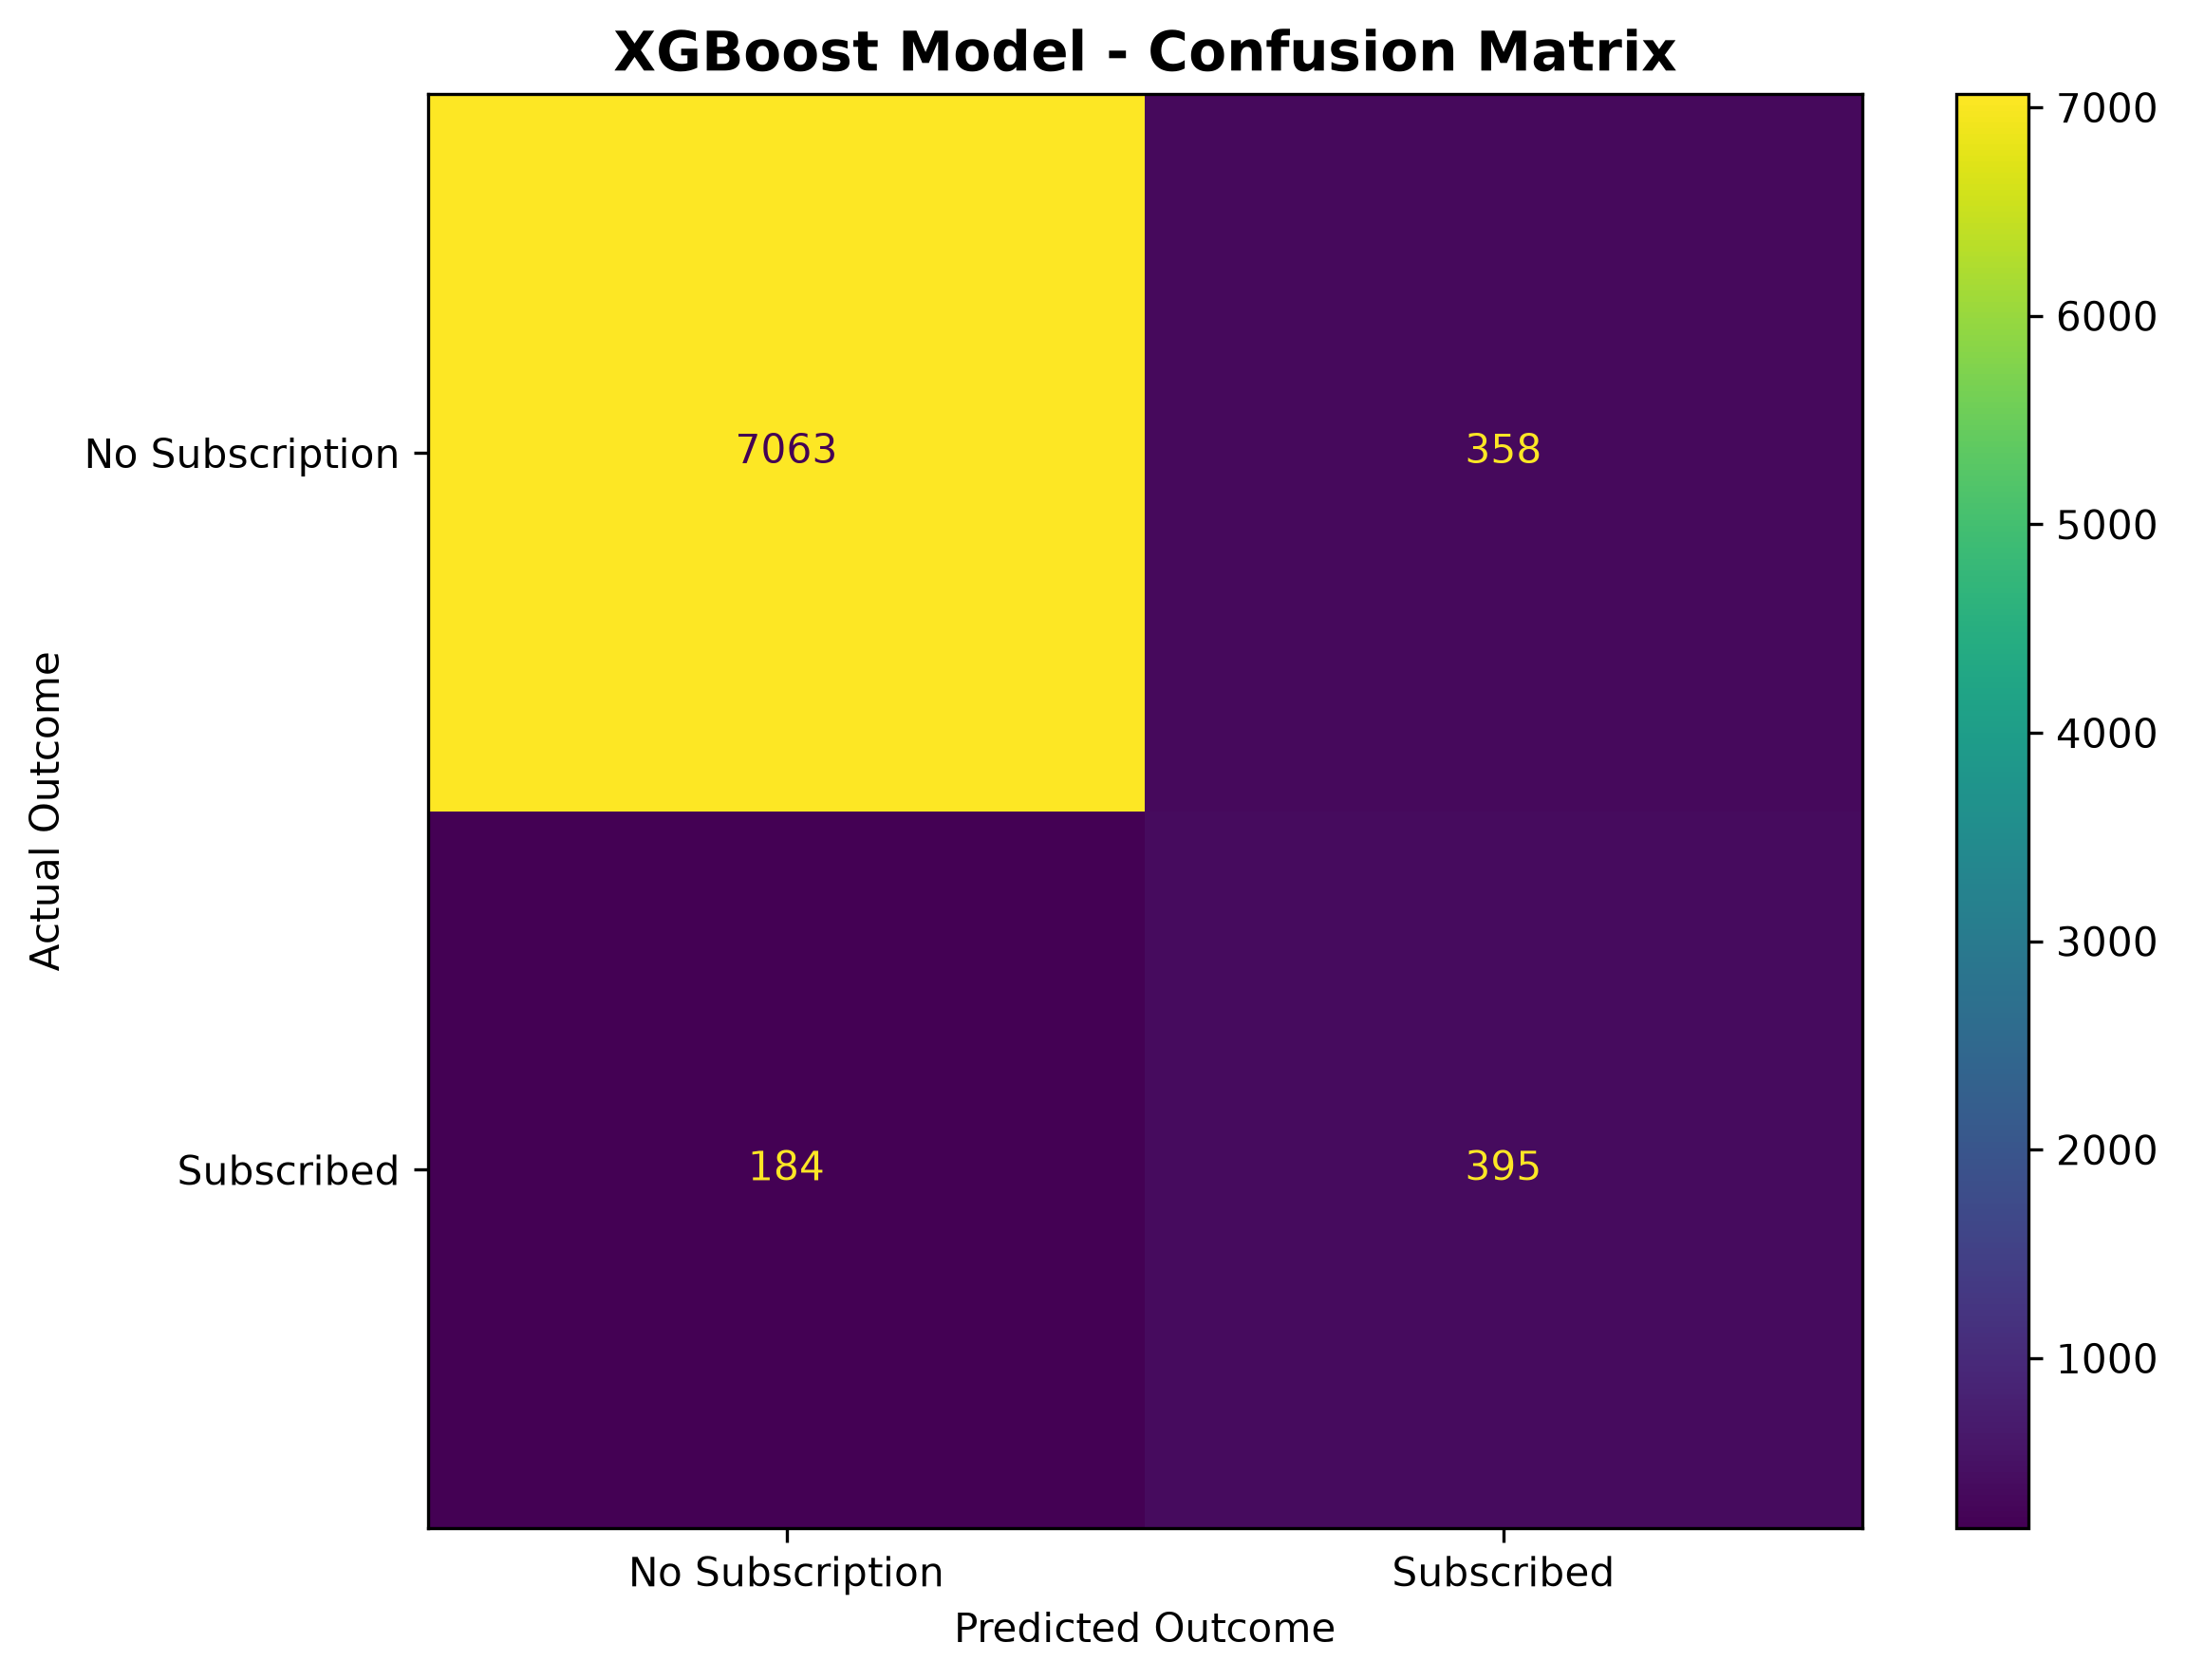 XGBoost Model - Confusion Matrix
7000
6000
5000
4000
3000
2000
1000
Actual Outcome
No Subscription
7063
358
Subscribed
184
395
No Subscription
Subscribed
Predicted Outcome